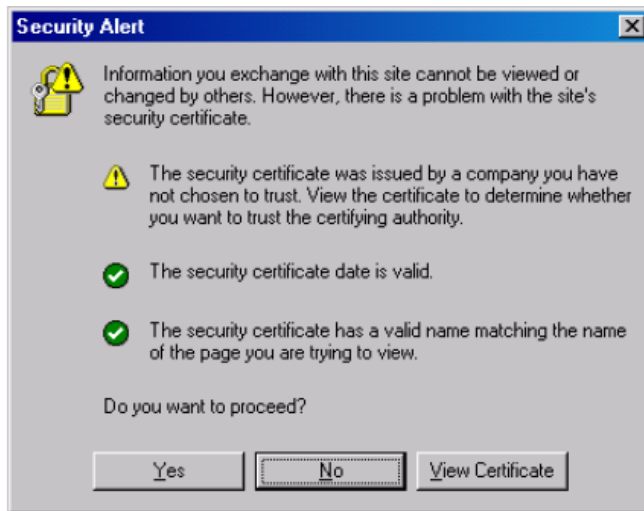 Security Alert
Information you exchange with this site cannot be viewed or
changed by others. However, there is a problem with the site's
security certificate.
The security certificate was issued by a company you have
not chosen to trust. View the certificate to determine whether
you want to trust the certifying authority.
The security certificate date is valid.
The security certificate has a valid name matching the name
of the page you are trying to view.
Do you want to proceed?
Yes No View Certificate